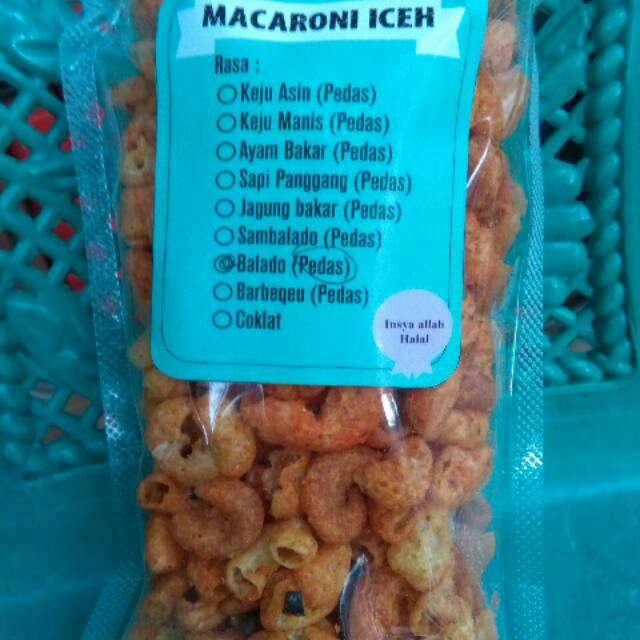 MACARONI ICEH
Rasa :
Keju Asin (Pedas)
Keju Manis (Pedas)
Ayam Bakar (Pedas)
Sapi Panggang (Pedas)
Jagung bakar (Pedas)
Sambalado (Pedas)
Balado (Pedas)
Barbeqeu (Pedas)
Coklat
Insya allah
Halal